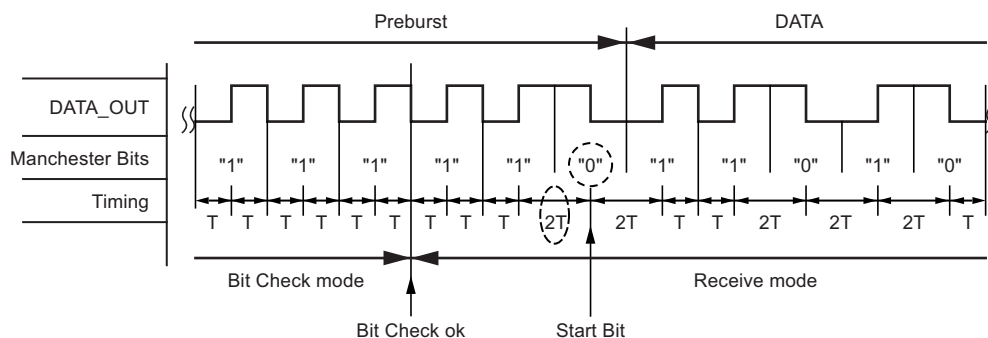 Preburst DATA
DATA_OUT
Manchester Bits "1" "1" "1" "1" "1" "0" "1" "1" "0" "1" "0"
Timing
T T T T T T T T T 2T 2T T T 2T 2T 2T T
Bit Check mode Receive mode
Bit Check ok Start Bit